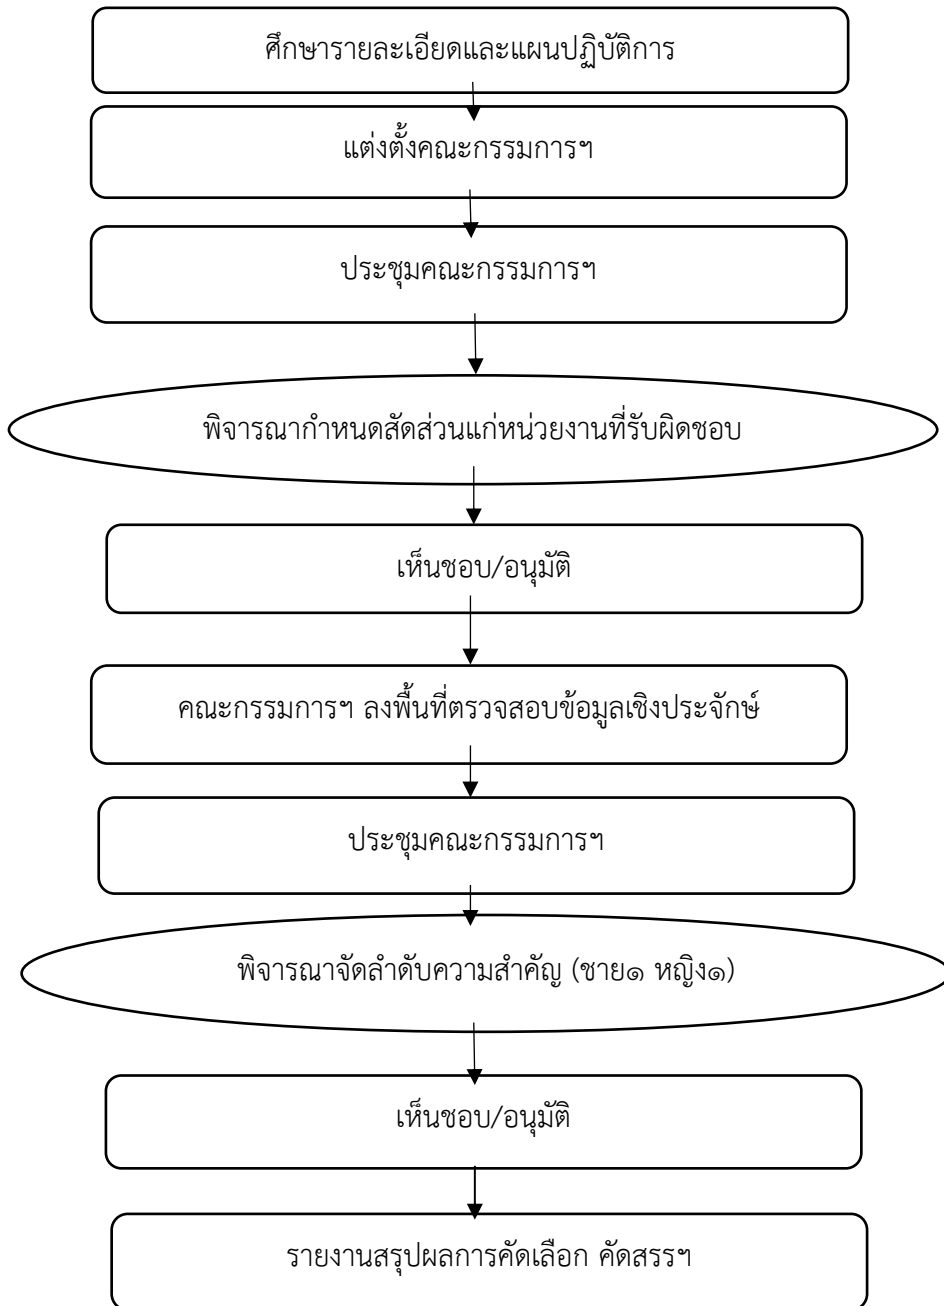 ศึกษารายละเอียดและแผนปฏิบัติการ
แต่งตั้งคณะกรรมการฯ
ประชุมคณะกรรมการฯ
พิจารณากำหนดสัดส่วนแก่หน่วยงานที่รับผิดชอบ
เห็นชอบ/อนุมัติ
คณะกรรมการฯ ลงพื้นที่ตรวจสอบข้อมูลเชิงประจักษ์
ประชุมคณะกรรมการฯ
พิจารณาจัดลำดับความสำคัญ (ชาย๑ หญิง๑)
เห็นชอบ/อนุมัติ
รายงานสรุปผลการคัดเลือก คัดสรรฯ